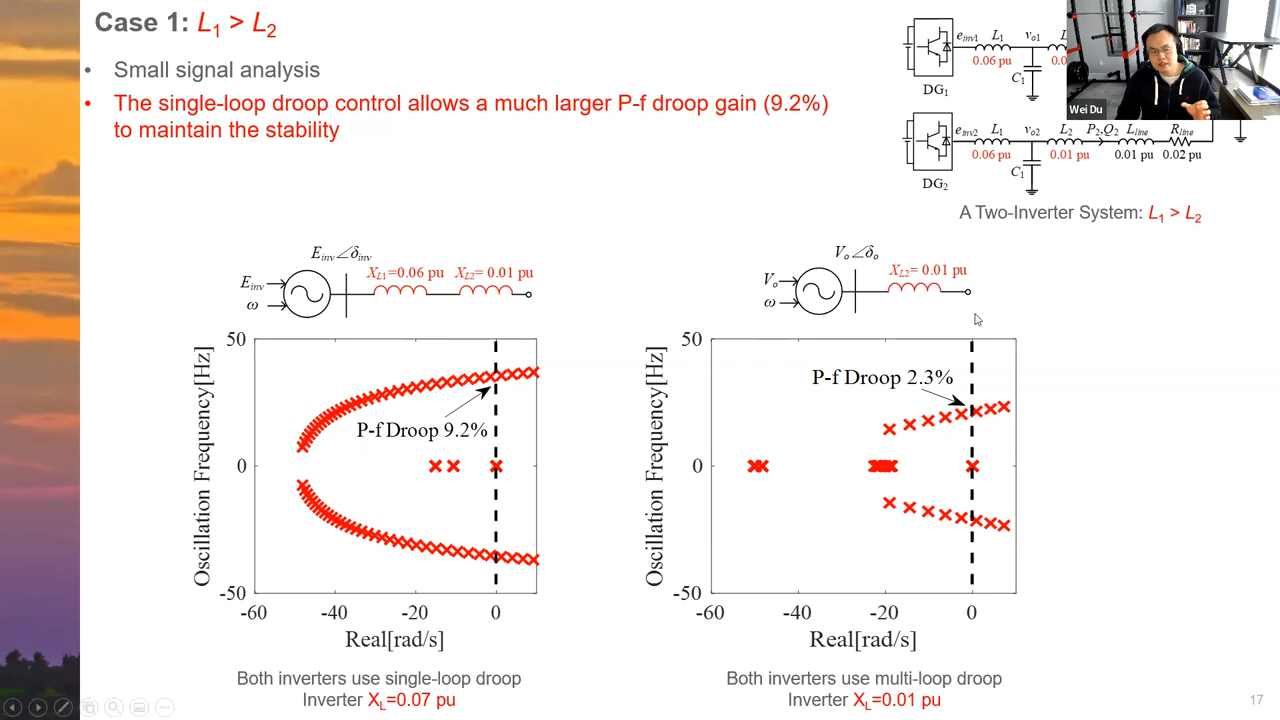 Case 1: L1 > L2
• Small signal analysis
• The single-loop droop control allows a much larger P-f droop gain (9.2%)
to maintain the stability
einv1 L1 vo1
0.06 pu
C1
DG1
Wei Du
einv2 L1 vo2 L2 P2,Q2 Lline Rline
0.06 pu 0.01 pu 0.01 pu 0.02 pu
C1
DG2
A Two-Inverter System: L1 > L2
Einv∠δinv
XL1=0.06 pu XL2= 0.01 pu
Einv
ω
Vo∠δo
XL2= 0.01 pu
Vo
ω
Oscillation Frequency[Hz]
50
0
-50
P-f Droop 9.2%
-60 -40 -20 0
Real[rad/s]
Both inverters use single-loop droop
Inverter XL=0.07 pu
Oscillation Frequency[Hz]
50
0
-50
P-f Droop 2.3%
-60 -40 -20 0
Real[rad/s]
Both inverters use multi-loop droop
Inverter XL=0.01 pu
17